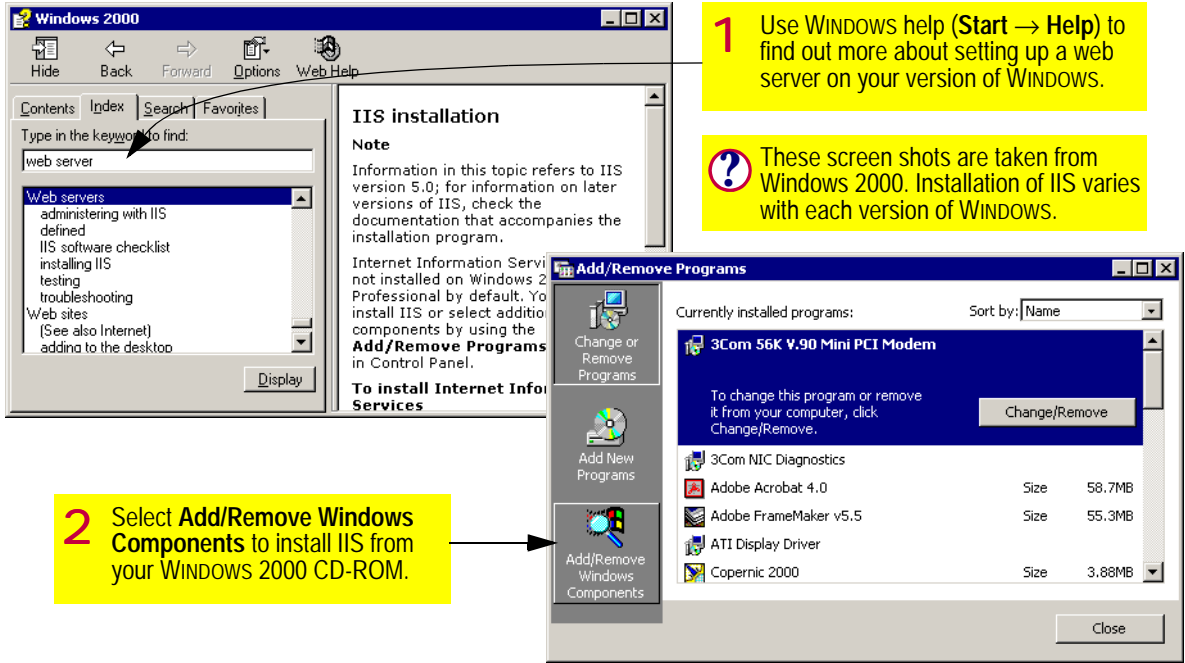 Windows 2000
Hide Back Forward Options Web Help
Contents Index Search Favorites
Type in the keyword to find:
web server
Web servers
administering with IIS
defined
IIS software checklist
installing IIS
testing
troubleshooting
Web sites
(See also Internet)
adding to the desktop
Display
IIS installation
Note
Information in this topic refers to IIS
version 5.0; for information on later
versions of IIS, check the
documentation that accompanies the
installation program.
Internet Information Servi
not installed on Windows 2
Professional by default. Yo
install IIS or select additio
components by using the
Add/Remove Programs
in Control Panel.
To install Internet Infor
Services
1 Use WINDOWS help (Start → Help) to
find out more about setting up a web
server on your version of WINDOWS.
? These screen shots are taken from
Windows 2000. Installation of IIS varies
with each version of WINDOWS.
2 Select Add/Remove Windows
Components to install IIS from
your WINDOWS 2000 CD-ROM.
Add/Remove Programs
Change or
Remove
Programs
Add New
Programs
Add/Remove
Windows
Components
Currently installed programs: Sort by: Name
3Com 56K V.90 Mini PCI Modem
To change this program or remove
it from your computer, click
Change/Remove.
Change/Remove
3Com NIC Diagnostics
Adobe Acrobat 4.0 Size 58.7MB
Adobe FrameMaker v5.5 Size 55.3MB
ATI Display Driver
Copernic 2000 Size 3.88MB
Close